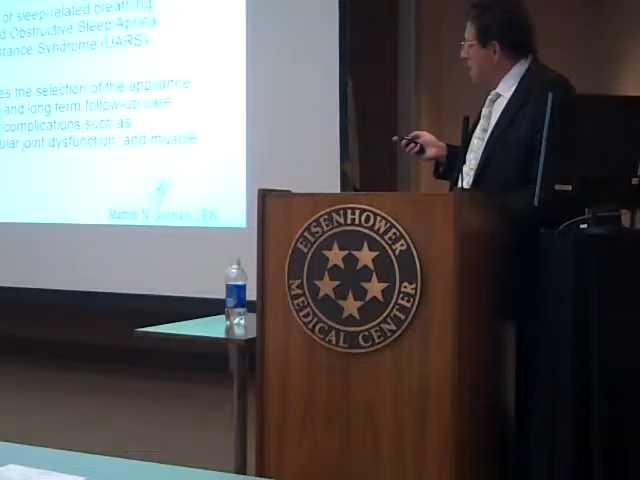 of sleep-related breathing
d Obstructive Sleep Apnea
stance Syndrome (UARS)
es the selection of the appliance
and long term follow-up care
complications such as
ular joint dysfunction, and muscle
N.
EISENHOWER
MEDICAL CENTER